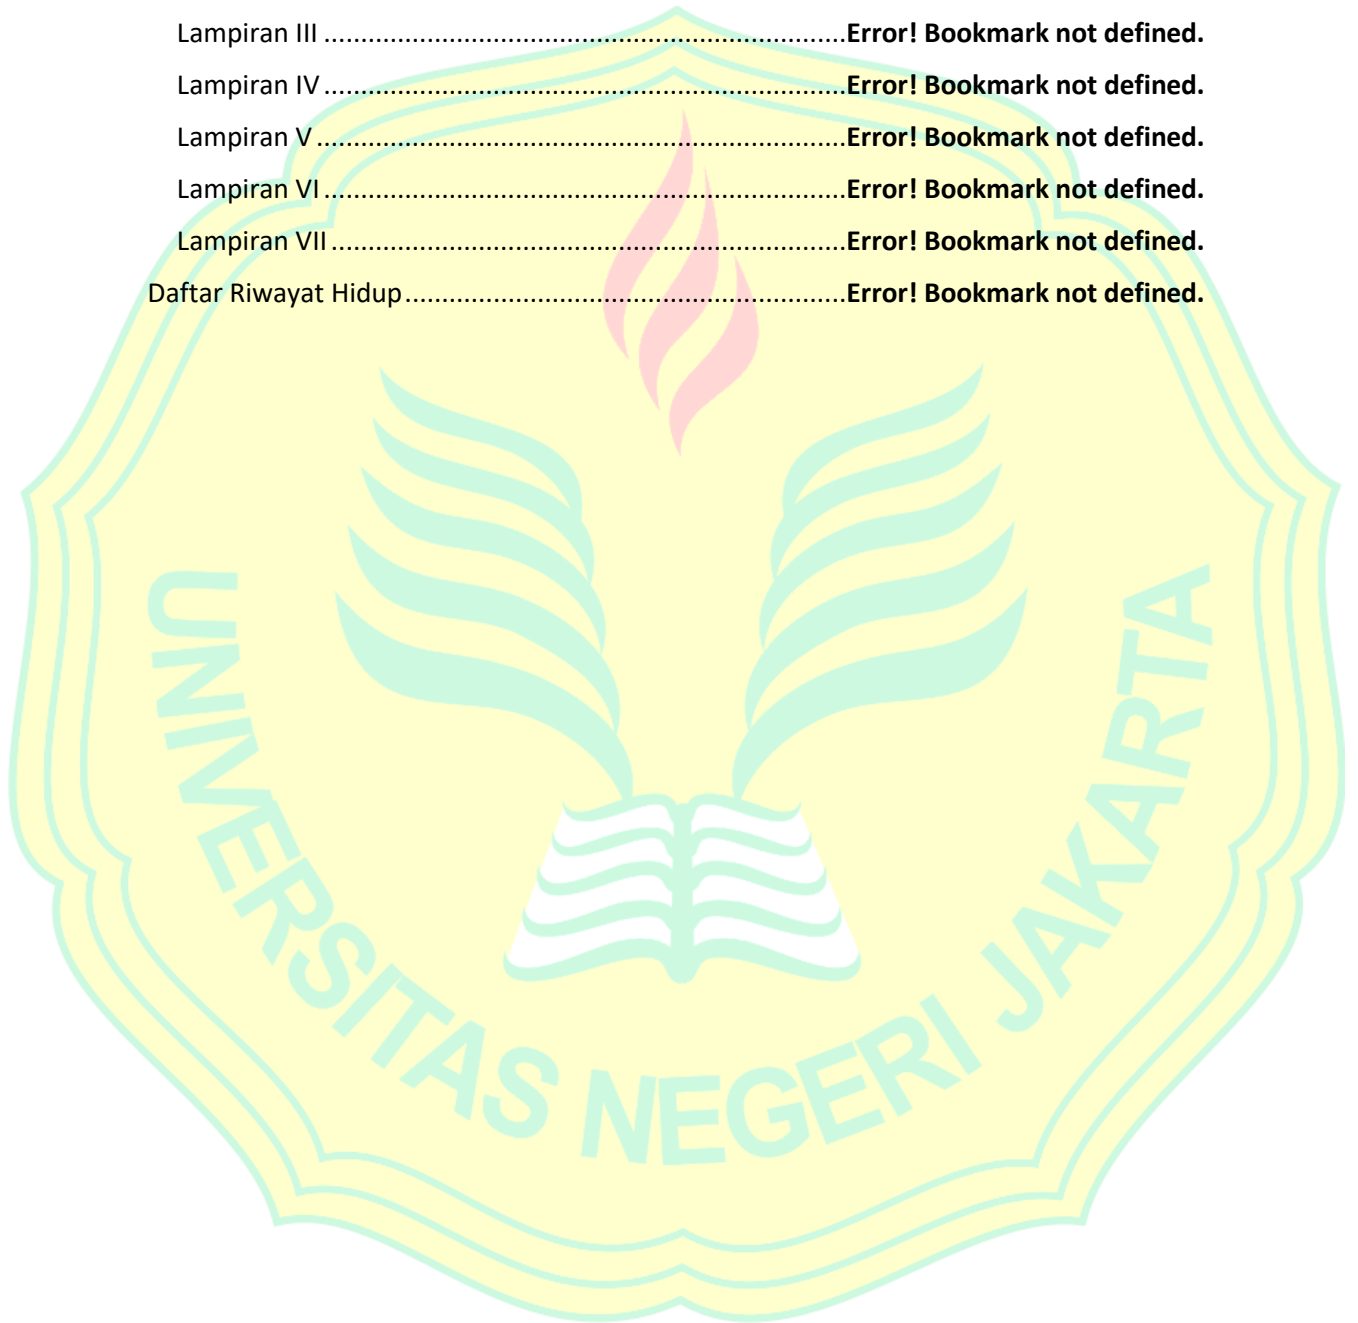 Lampiran III ........................................................................Error! Bookmark not defined.
Lampiran IV ........................................................................Error! Bookmark not defined.
Lampiran V .........................................................................Error! Bookmark not defined.
Lampiran VI ........................................................................Error! Bookmark not defined.
Lampiran VII .......................................................................Error! Bookmark not defined.
Daftar Riwayat Hidup .............................................................Error! Bookmark not defined.
UNIVERSITAS NEGERI JAKARTA